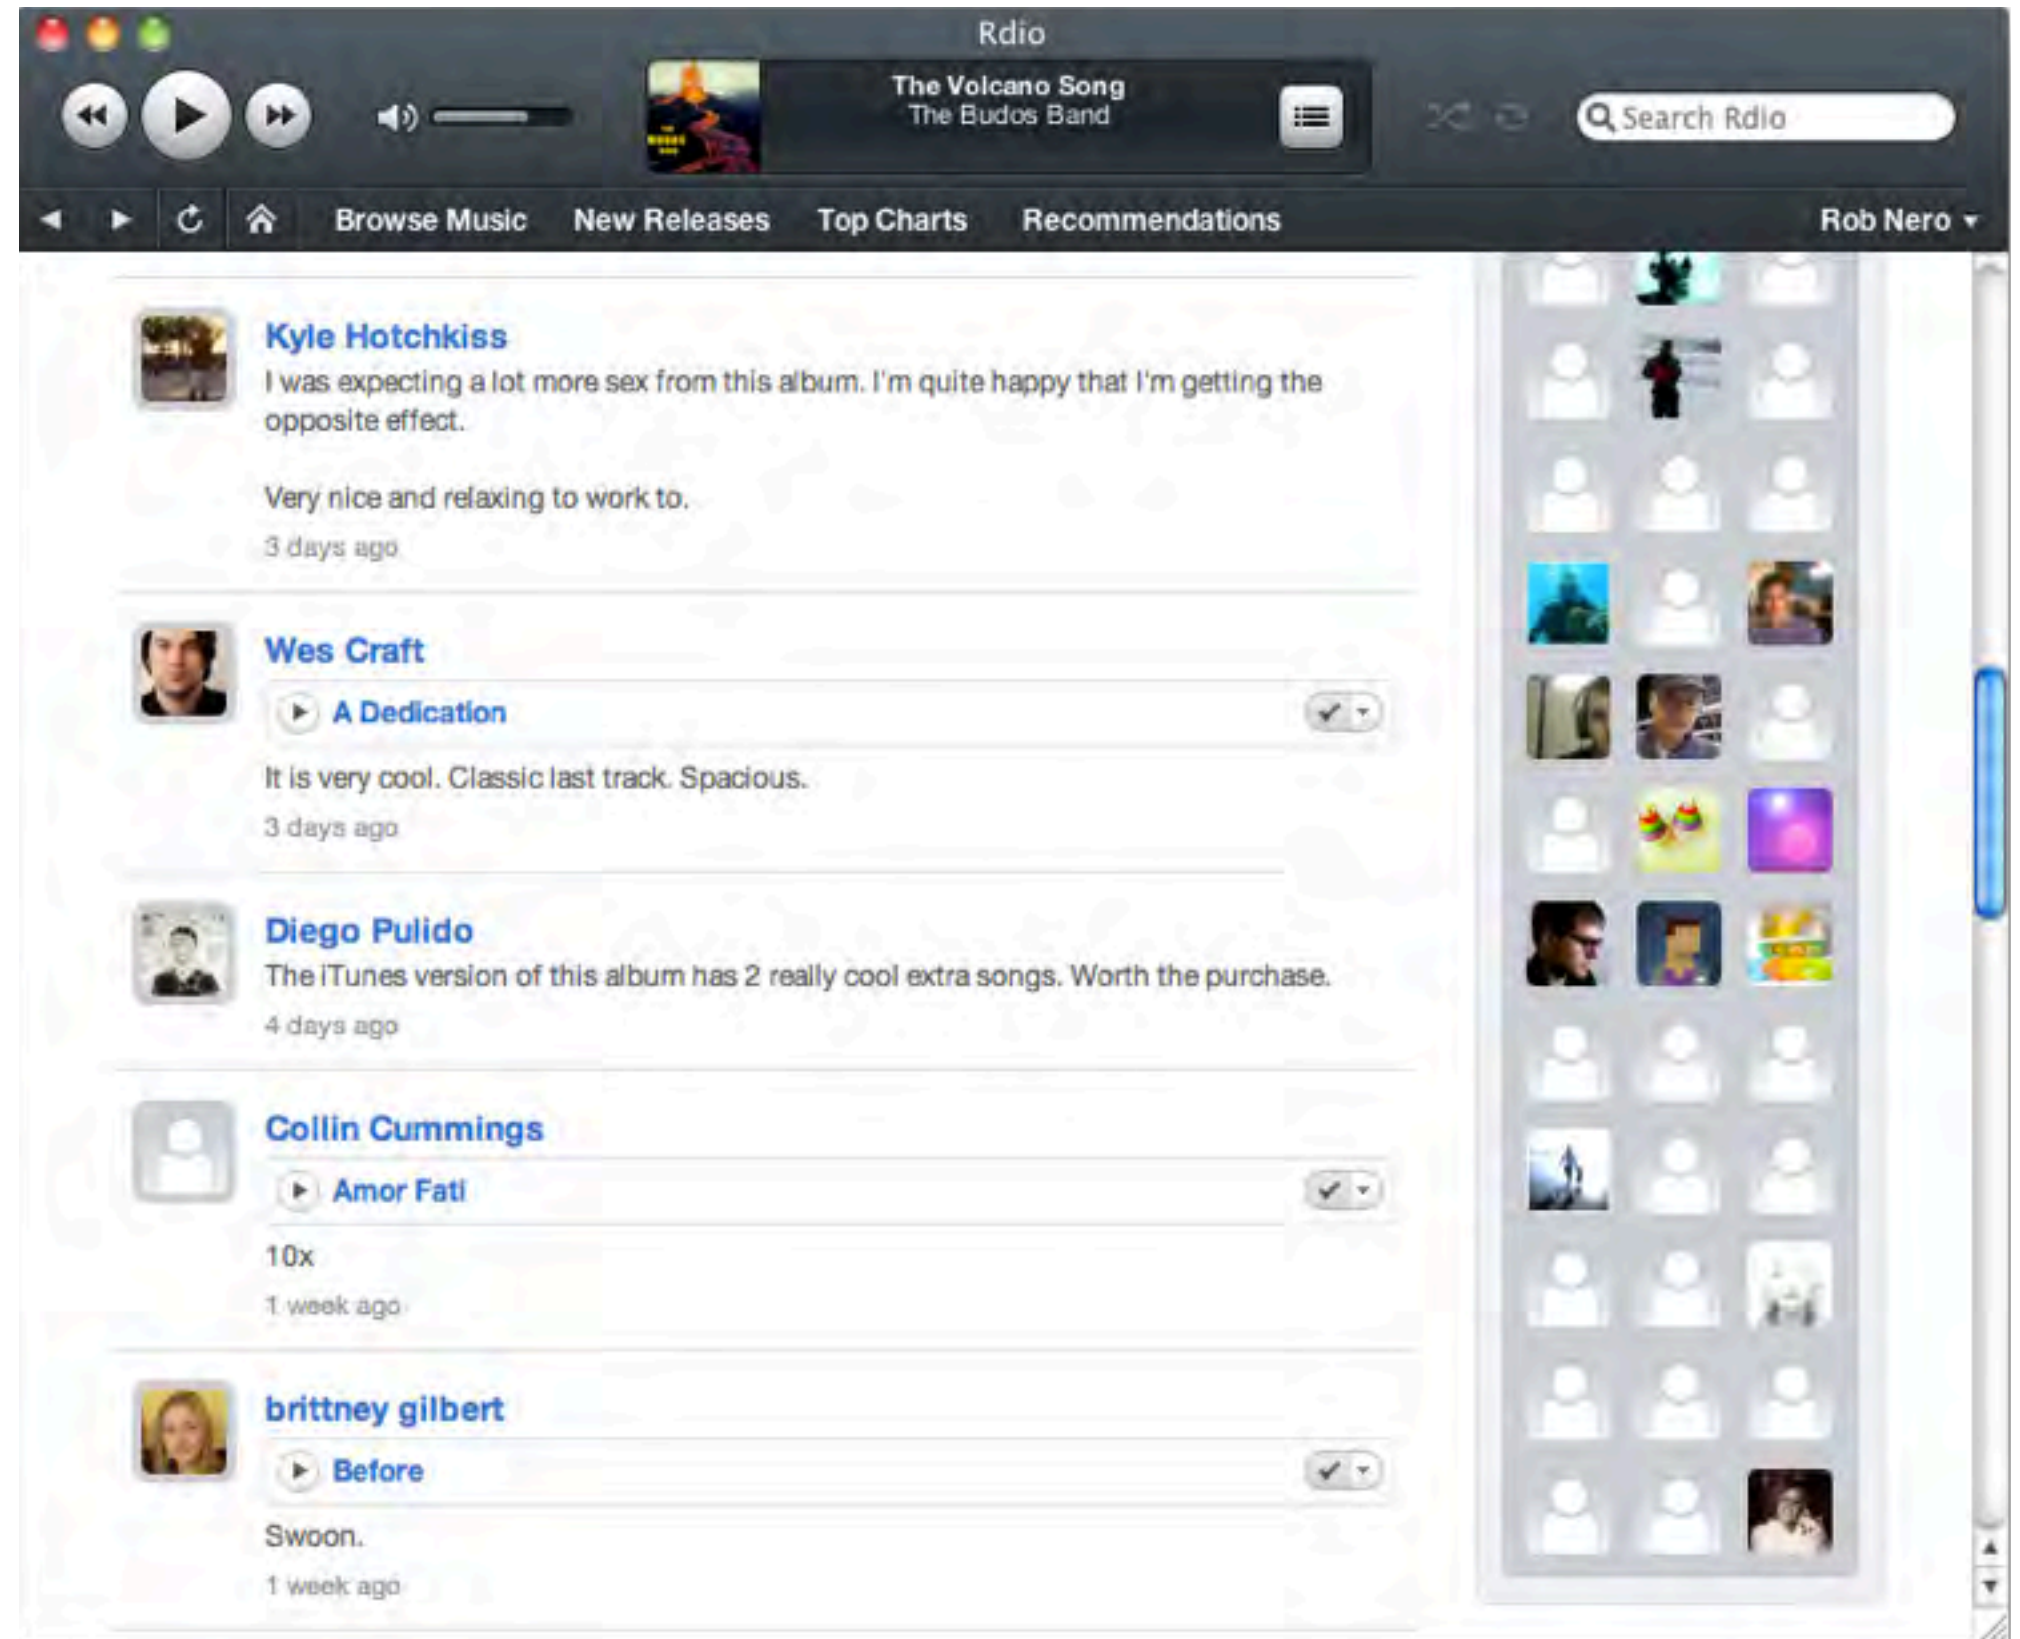 Rdio
The Volcano Song
The Budos Band
Search Rdio
Browse Music New Releases Top Charts Recommendations Rob Nero
Kyle Hotchkiss
I was expecting a lot more sex from this album. I'm quite happy that I'm getting the
opposite effect.
Very nice and relaxing to work to.
3 days ago
Wes Craft
A Dedication
It is very cool. Classic last track. Spacious.
3 days ago
Diego Pulido
The iTunes version of this album has 2 really cool extra songs. Worth the purchase.
4 days ago
Collin Cummings
Amor Fati
10x
1 week ago
brittney gilbert
Before
Swoon.
1 week ago